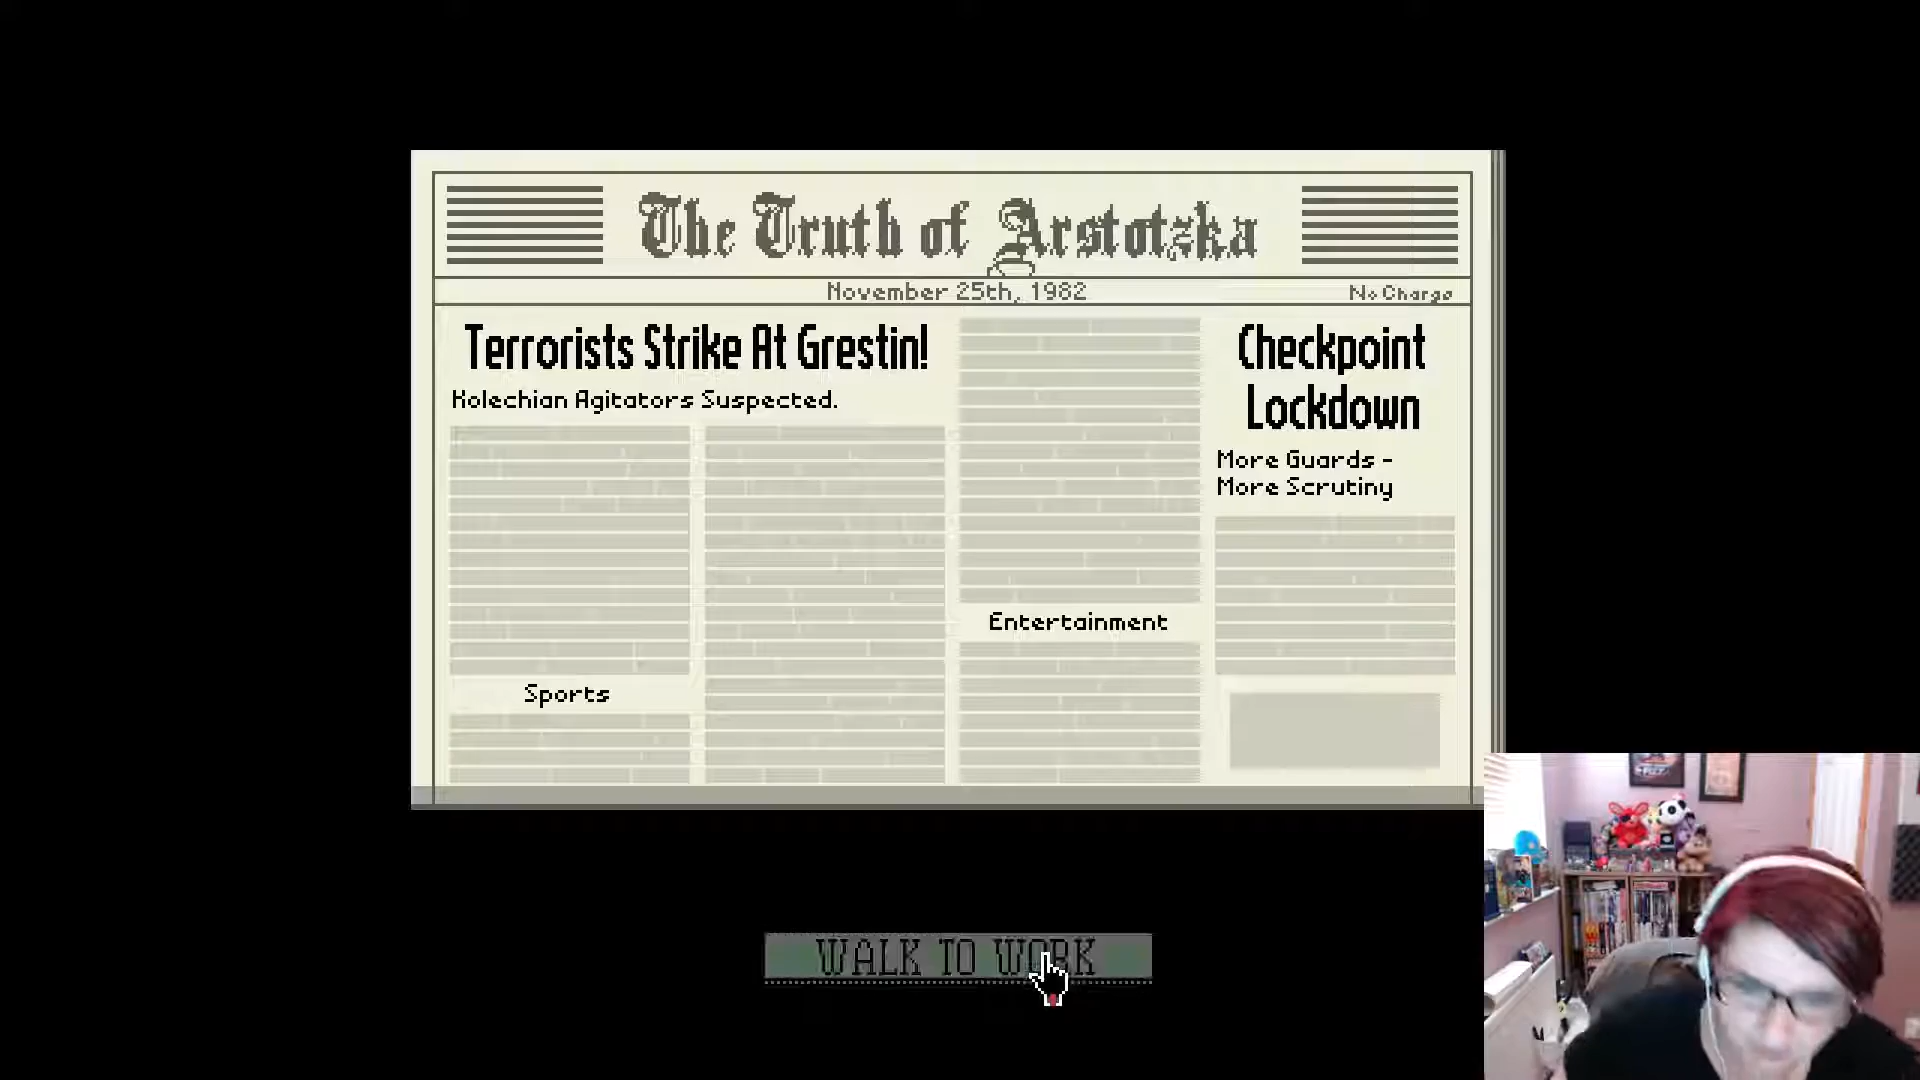 The Truth of Arstotzka
November 25th, 1982
No Charge
Terrorists Strike At Grestin!
Kolechian Agitators Suspected.
Sports
Entertainment
Checkpoint
Lockdown
More Guards -
More Scrutiny
WALK TO WORK